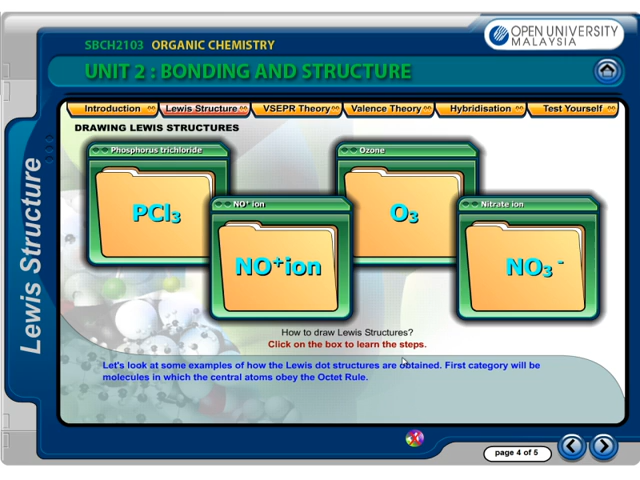 OPEN UNIVERSITY
MALAYSIA
SBCH2103 ORGANIC CHEMISTRY
UNIT 2 : BONDING AND STRUCTURE
Introduction
Lewis Structure
VSEPR Theory
Valence Theory
Hybridisation
Test Yourself
Lewis Structure
DRAWING LEWIS STRUCTURES
Phosphorus trichloride
PCl₃
NO⁺ ion
NO⁺ion
Ozone
O₃
Nitrate ion
NO₃⁻
How to draw Lewis Structures?
Click on the box to learn the steps.
Let's look at some examples of how the Lewis dot structures are obtained. First category will be
molecules in which the central atoms obey the Octet Rule.
page 4 of 5